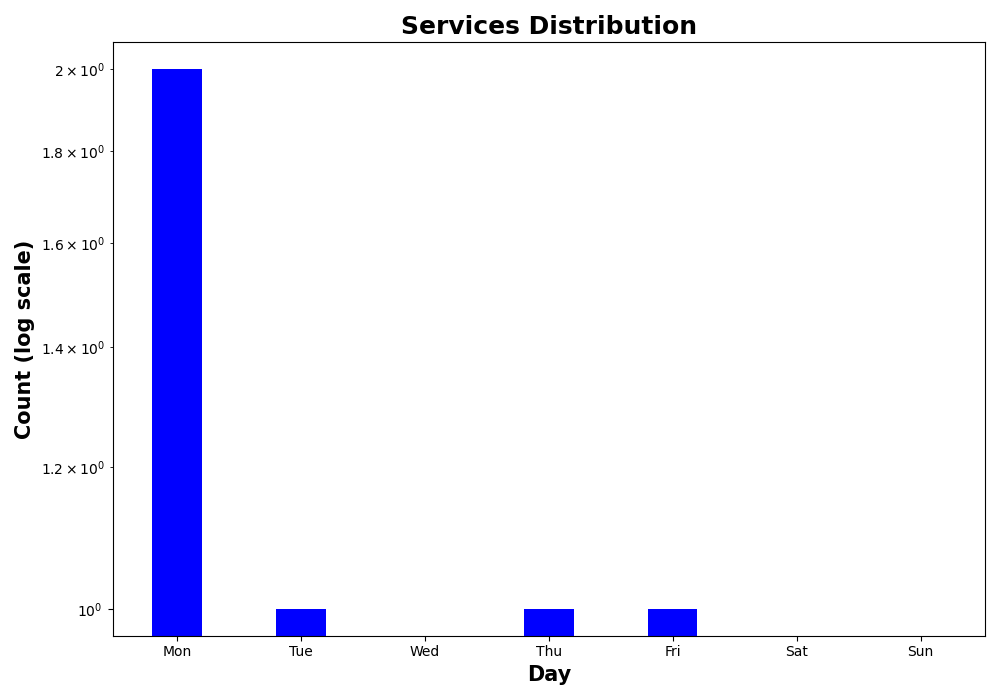 Services Distribution
Count (log scale)
2 × 10⁰
1.8 × 10⁰
1.6 × 10⁰
1.4 × 10⁰
1.2 × 10⁰
10⁰
Mon Tue Wed Thu Fri Sat Sun
Day